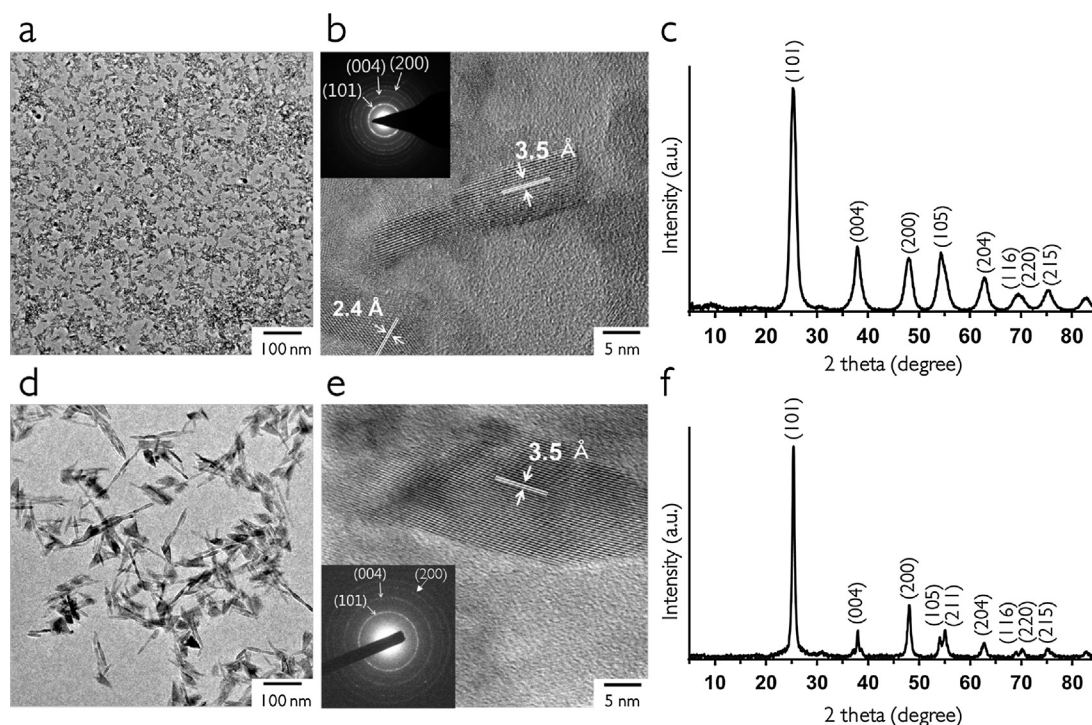 a
b
c
(004)
(200)
(101)
3.5 Å
2.4 Å
100 nm
5 nm
(101)
(004)
(200)
(105)
(204)
(116)
(220)
(215)
Intensity (a.u.)
10 20 30 40 50 60 70 80
2 theta (degree)
d
e
f
3.5 Å
(004)
(200)
(101)
100 nm
5 nm
(101)
(004)
(200)
(105)
(211)
(204)
(116)
(220)
(215)
Intensity (a.u.)
10 20 30 40 50 60 70 80
2 theta (degree)